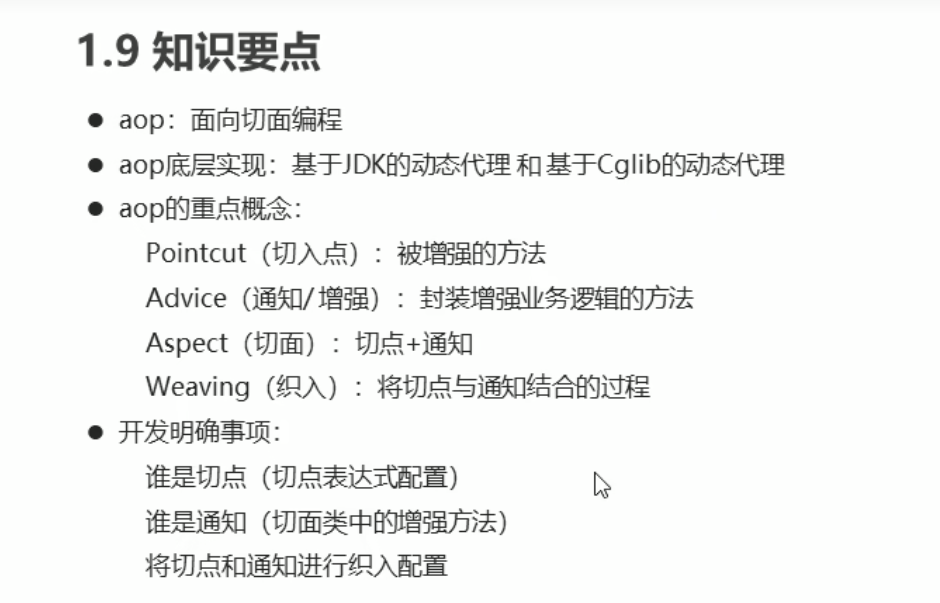 1.9 知识要点
● aop：面向切面编程
● aop底层实现：基于JDK的动态代理 和 基于Cglib的动态代理
● aop的重点概念：
Pointcut（切入点）：被增强的方法
Advice（通知/ 增强）：封装增强业务逻辑的方法
Aspect（切面）：切点+通知
Weaving（织入）：将切点与通知结合的过程
● 开发明确事项：
谁是切点（切点表达式配置）
谁是通知（切面类中的增强方法）
将切点和通知进行织入配置